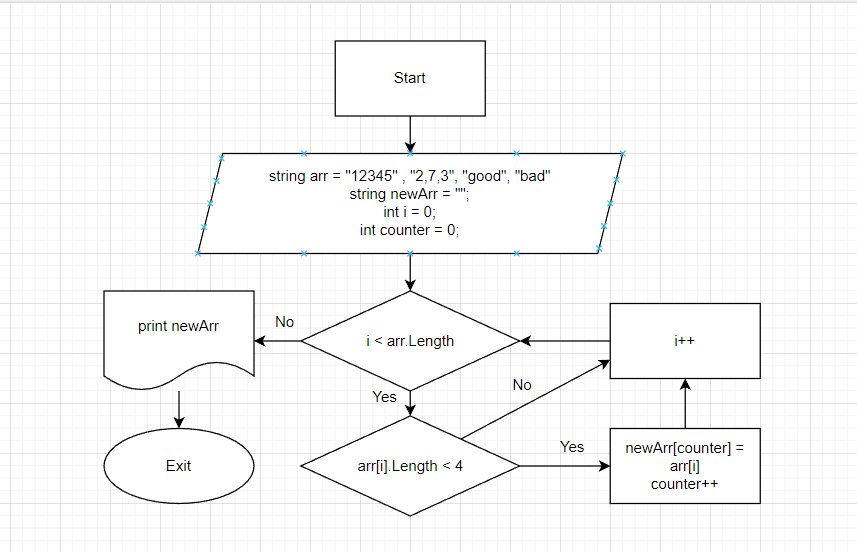 Start
string arr = "12345" , "2,7,3", "good", "bad"
string newArr = "";
int i = 0;
int counter = 0;
print newArr
No
i < arr.Length
i++
Yes
No
Exit
arr[i].Length < 4
Yes
newArr[counter] =
arr[i]
counter++